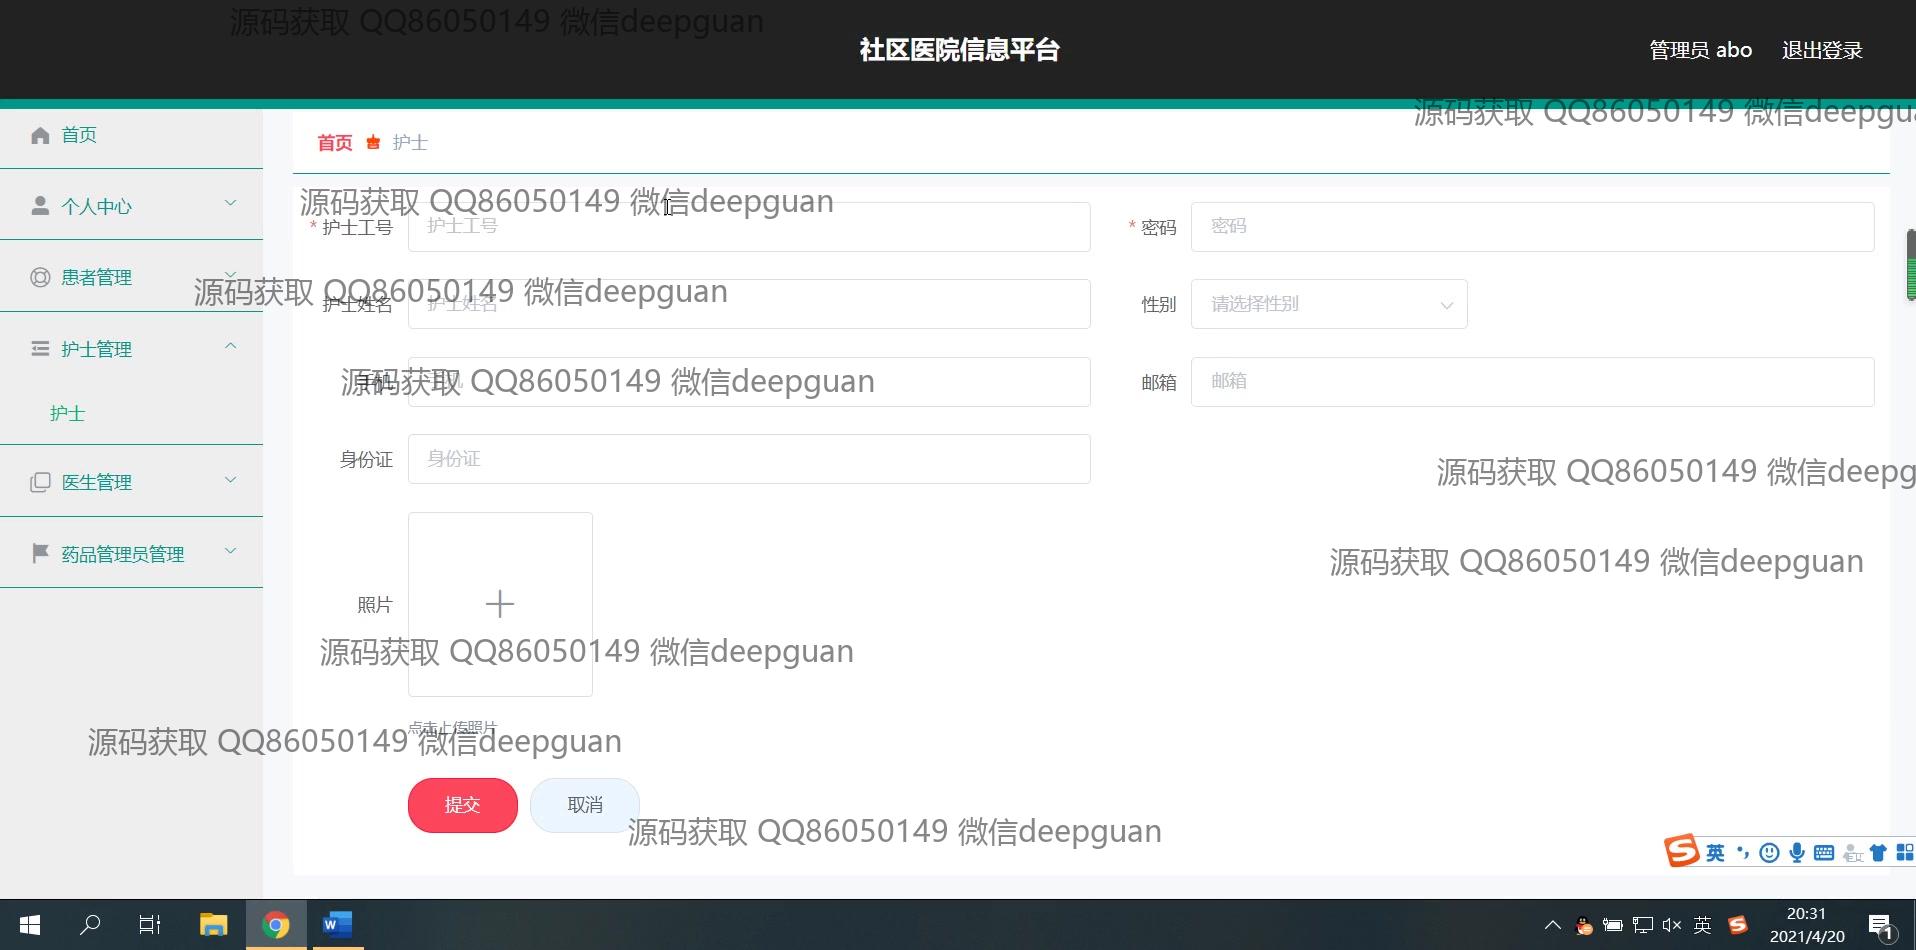 源码获取 QQ86050149 微信deepguan
社区医院信息平台
管理员 abo
退出登录
源码获取 QQ86050149 微信deepgu
首页
首页 护士
个人中心
源码获取 QQ86050149 微信deepguan
* 护士工号
护士工号
* 密码
密码
患者管理
源码获取 QQ86050149 微信deepguan
护士姓名
护士姓名
性别
请选择性别
护士管理
源码获取 QQ86050149 微信deepguan
手机
邮箱
邮箱
护士
身份证
身份证
源码获取 QQ86050149 微信deepg
医生管理
药品管理员管理
源码获取 QQ86050149 微信deepguan
照片
源码获取 QQ86050149 微信deepguan
点击上传照片
源码获取 QQ86050149 微信deepguan
提交
取消
源码获取 QQ86050149 微信deepguan
英
英
20:31
2021/4/20
1